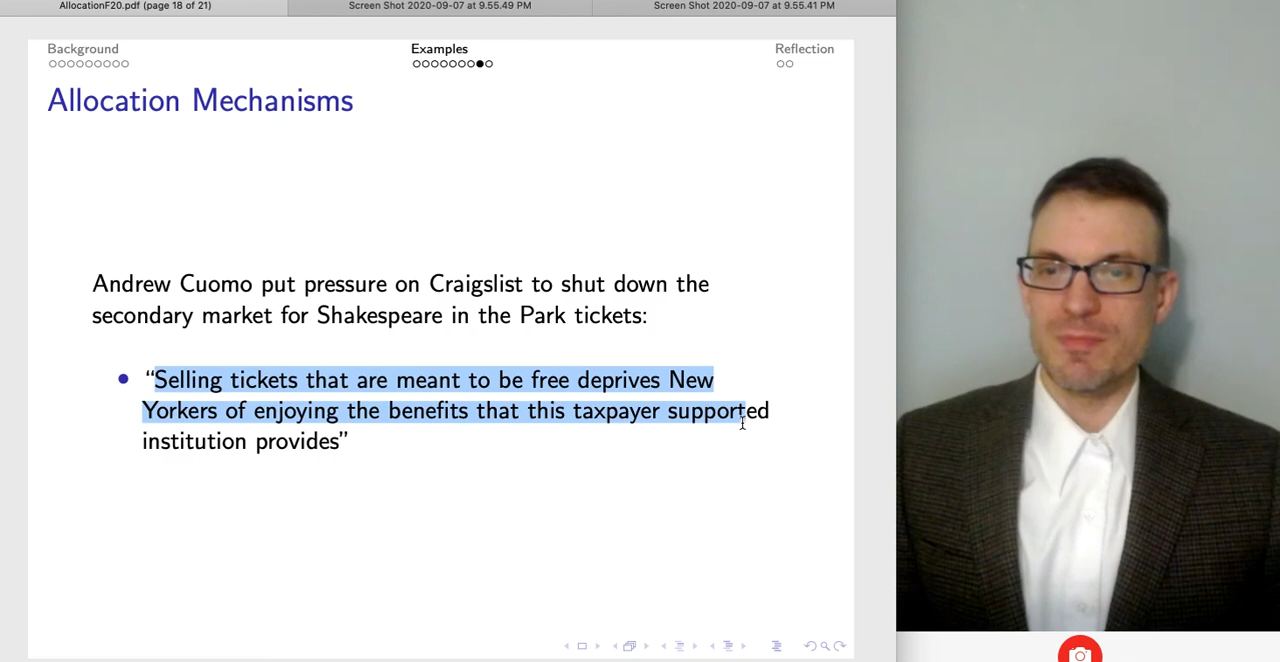 AllocationF20.pdf (page 18 of 21)
Screen Shot 2020-09-07 at 9.55.49 PM
Screen Shot 2020-09-07 at 9.55.41 PM
Background
Examples
Reflection
Allocation Mechanisms
Andrew Cuomo put pressure on Craigslist to shut down the
secondary market for Shakespeare in the Park tickets:
“Selling tickets that are meant to be free deprives New
Yorkers of enjoying the benefits that this taxpayer supported
institution provides”